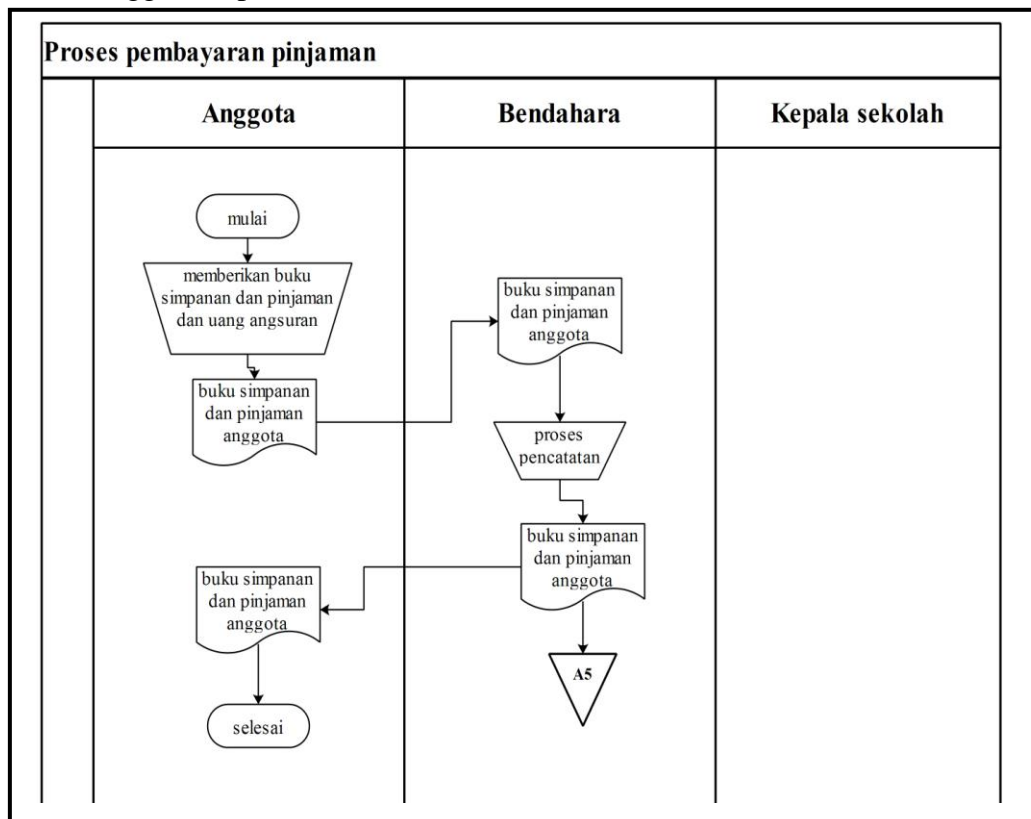 Proses pembayaran pinjaman
Anggota
Bendahara
Kepala sekolah
mulai
memberikan buku
simpanan dan pinjaman
dan uang angsuran
buku simpanan
dan pinjaman
anggota
buku simpanan
dan pinjaman
anggota
proses
pencatatan
buku simpanan
dan pinjaman
anggota
A5
buku simpanan
dan pinjaman
anggota
selesai